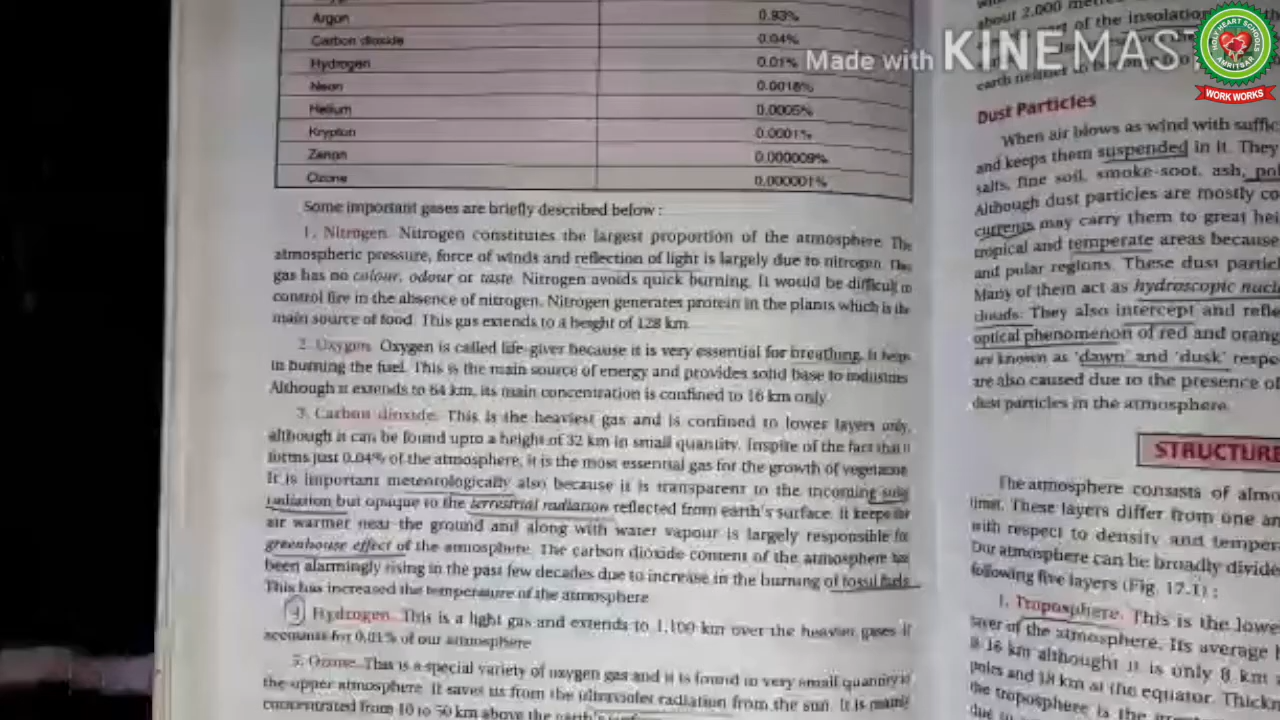 Argon 0.93%
Carbon dioxide 0.04%
Hydrogen 0.01%
Neon 0.0018%
Helium 0.0005%
Krypton 0.0001%
Zenon 0.000009%
Ozone 0.000001%
Some important gases are briefly described below :
1. Nitrogen. Nitrogen constitutes the largest proportion of the atmosphere. The
atmospheric pressure, force of winds and reflection of light is largely due to nitrogen. This
gas has no colour, odour or taste. Nitrogen avoids quick burning. It would be difficult to
control fire in the absence of nitrogen. Nitrogen generates protein in the plants which is the
main source of food. This gas extends to a height of 128 km.
2. Oxygen. Oxygen is called life-giver because it is very essential for breathing. It helps
in burning the fuel. This is the main source of energy and provides solid base to industries.
Although it extends to 64 km, its main concentration is confined to 16 km only.
3. Carbon dioxide. This is the heaviest gas and is confined to lower layers only,
although it can be found upto a height of 32 km in small quantity. Inspite of the fact that it
forms just 0.04% of the atmosphere, it is the most essential gas for the growth of vegetation.
It is important meteorologically also because it is transparent to the incoming solar
radiation but opaque to the terrestrial radiation reflected from earth's surface. It keeps the
air warmer near the ground and along with water vapour is largely responsible for
greenhouse effect of the atmosphere. The carbon dioxide content of the atmosphere has
been alarmingly rising in the past few decades due to increase in the burning of fossil fuels.
This has increased the temperature of the atmosphere.
4. Hydrogen. This is a light gas and extends to 1,100 km over the heavier gases. It
accounts for 0.01% of our atmosphere.
5. Ozone. This is a special variety of oxygen gas and it is found in very small quantity in
the upper atmosphere. It saves us from the ultraviolet radiation from the sun. It is mainly
concentrated from 10 to 50 km above the earth's
about 2,000
of the insolation
earth neither
Dust Particles
When air blows as wind with
and keeps them suspended in it. They
salts, fine soil, smoke-soot, ash,
Although dust particles are mostly
currents may carry them to great
tropical and temperate areas because
and polar regions. These dust
Many of them act as hydroscopic
clouds. They also intercept and
optical phenomenon of red and
are known as 'dawn' and 'dusk'
are also caused due to the presence of
dust particles in the atmosphere.
STRUCTURE
The atmosphere consists of
limit. These layers differ from one
with respect to density and
Our atmosphere can be broadly
following five layers (Fig. 17.1) :
1. Troposphere. This is the
layer of the atmosphere. Its average
is 16 km althought it is only 8 km
poles and 18 km at the equator.
the troposphere is the
due to
Made with KINEMAST
HOLY HEART SCHOOLS
AMRITSAR
WORK WORKS